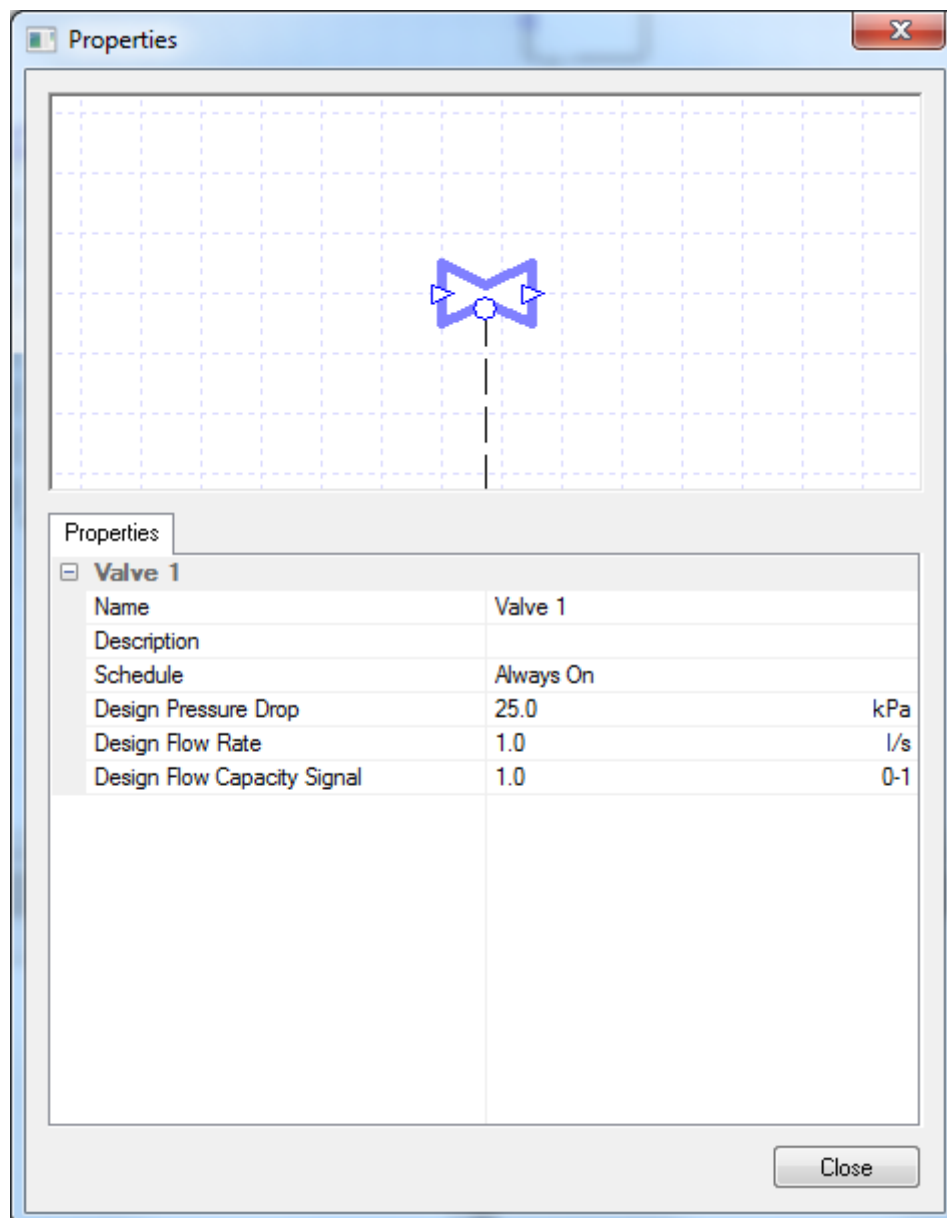 Properties
Properties
Valve 1
Name Valve 1
Description
Schedule Always On
Design Pressure Drop 25.0 kPa
Design Flow Rate 1.0 l/s
Design Flow Capacity Signal 1.0 0-1
Close